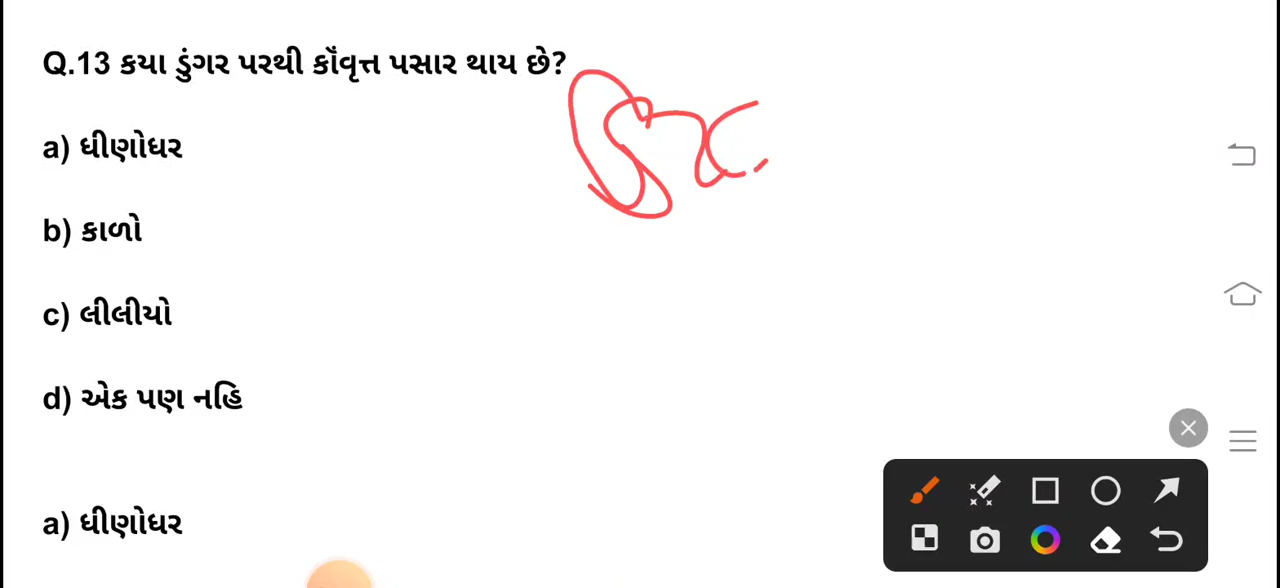 Q.13 કયા ડુંગર પરથી કૉંવૃત્ત પસાર થાય છે?
a) ધીણોધર
b) કાળો
c) લીલીયો
d) એક પણ નહિ
a) ધીણોધર